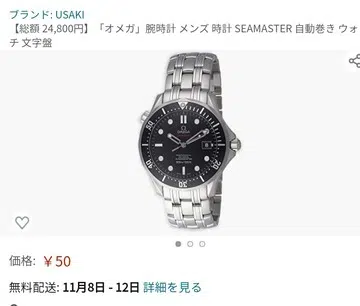 ブランド: USAKI
【総額 24,800円】「オメガ」腕時計 メンズ 時計 SEAMASTER 自動巻き ウォ
チ 文字盤
Ω
OMEGA
価格: ￥50
無料配送: 11月8日 - 12日 詳細を見る